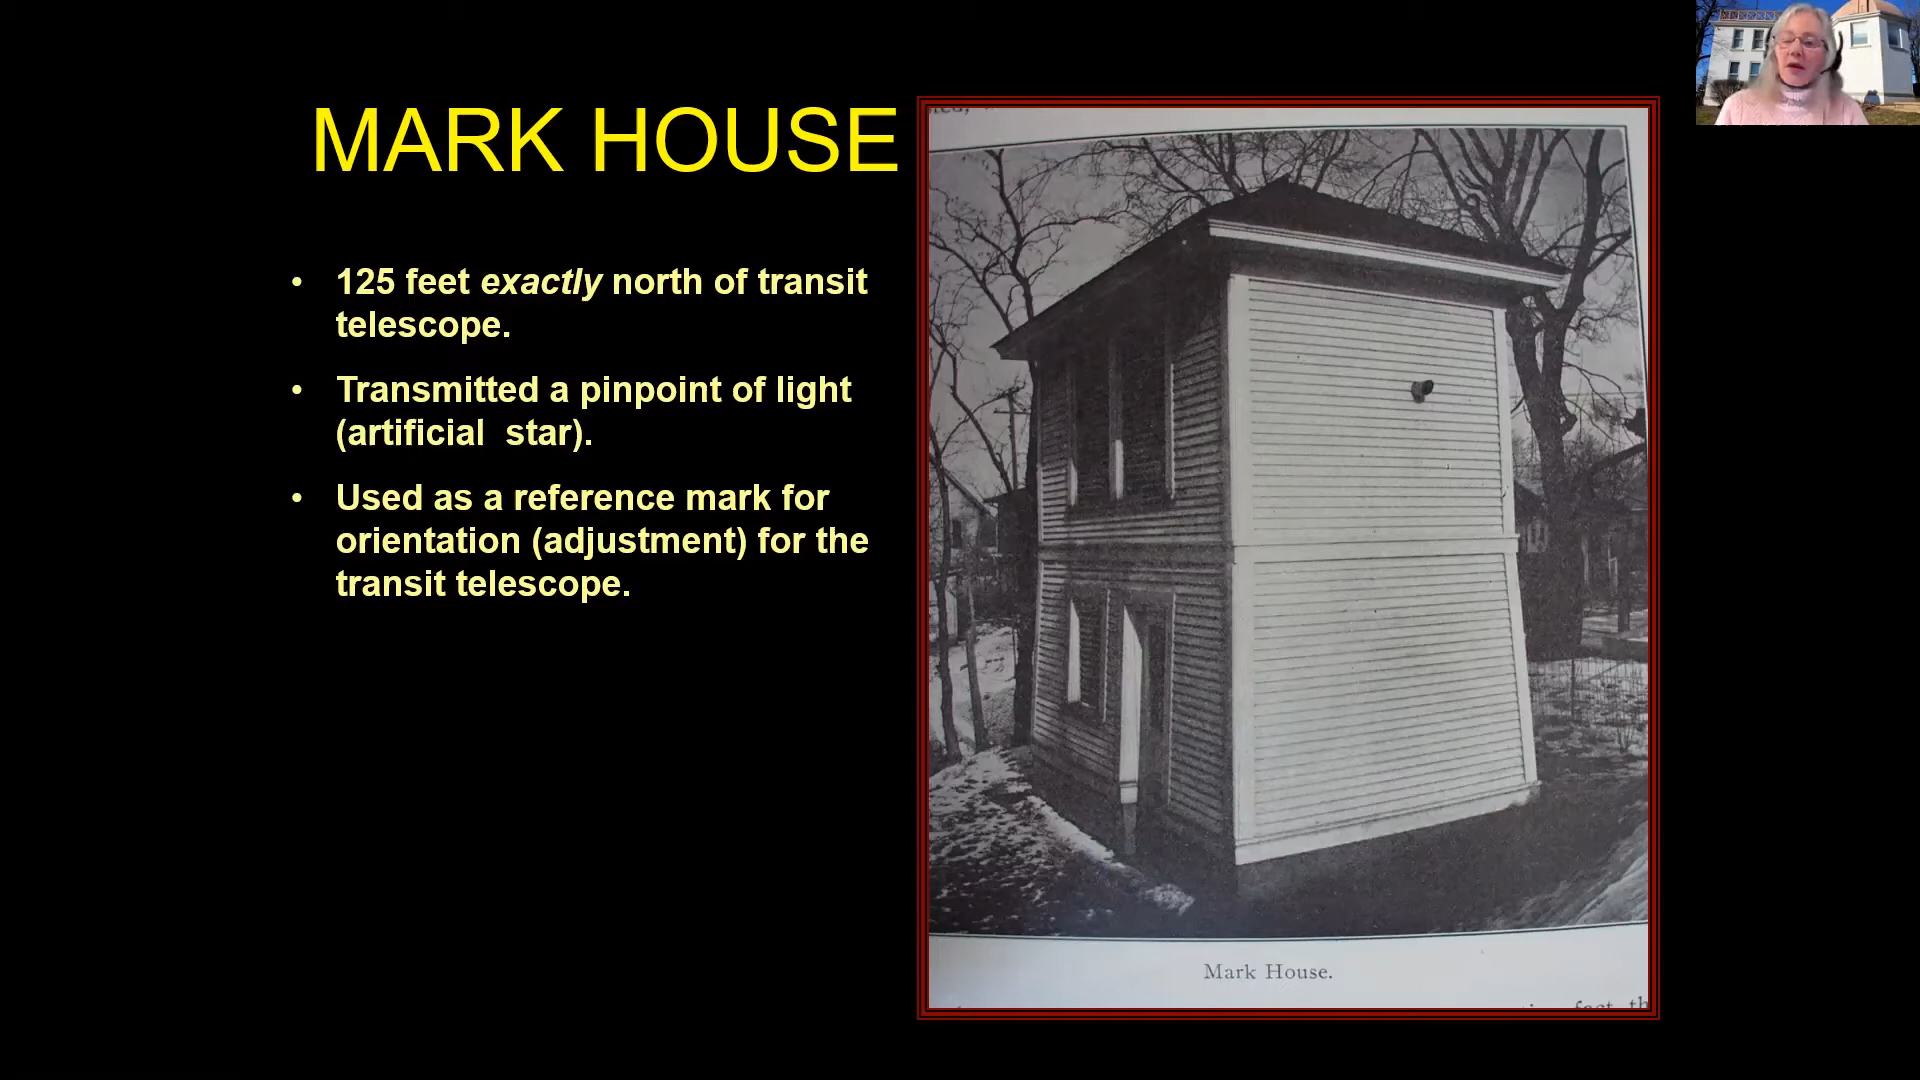 MARK HOUSE
• 125 feet exactly north of transit
telescope.
• Transmitted a pinpoint of light
(artificial star).
• Used as a reference mark for
orientation (adjustment) for the
transit telescope.
Mark House.
feet